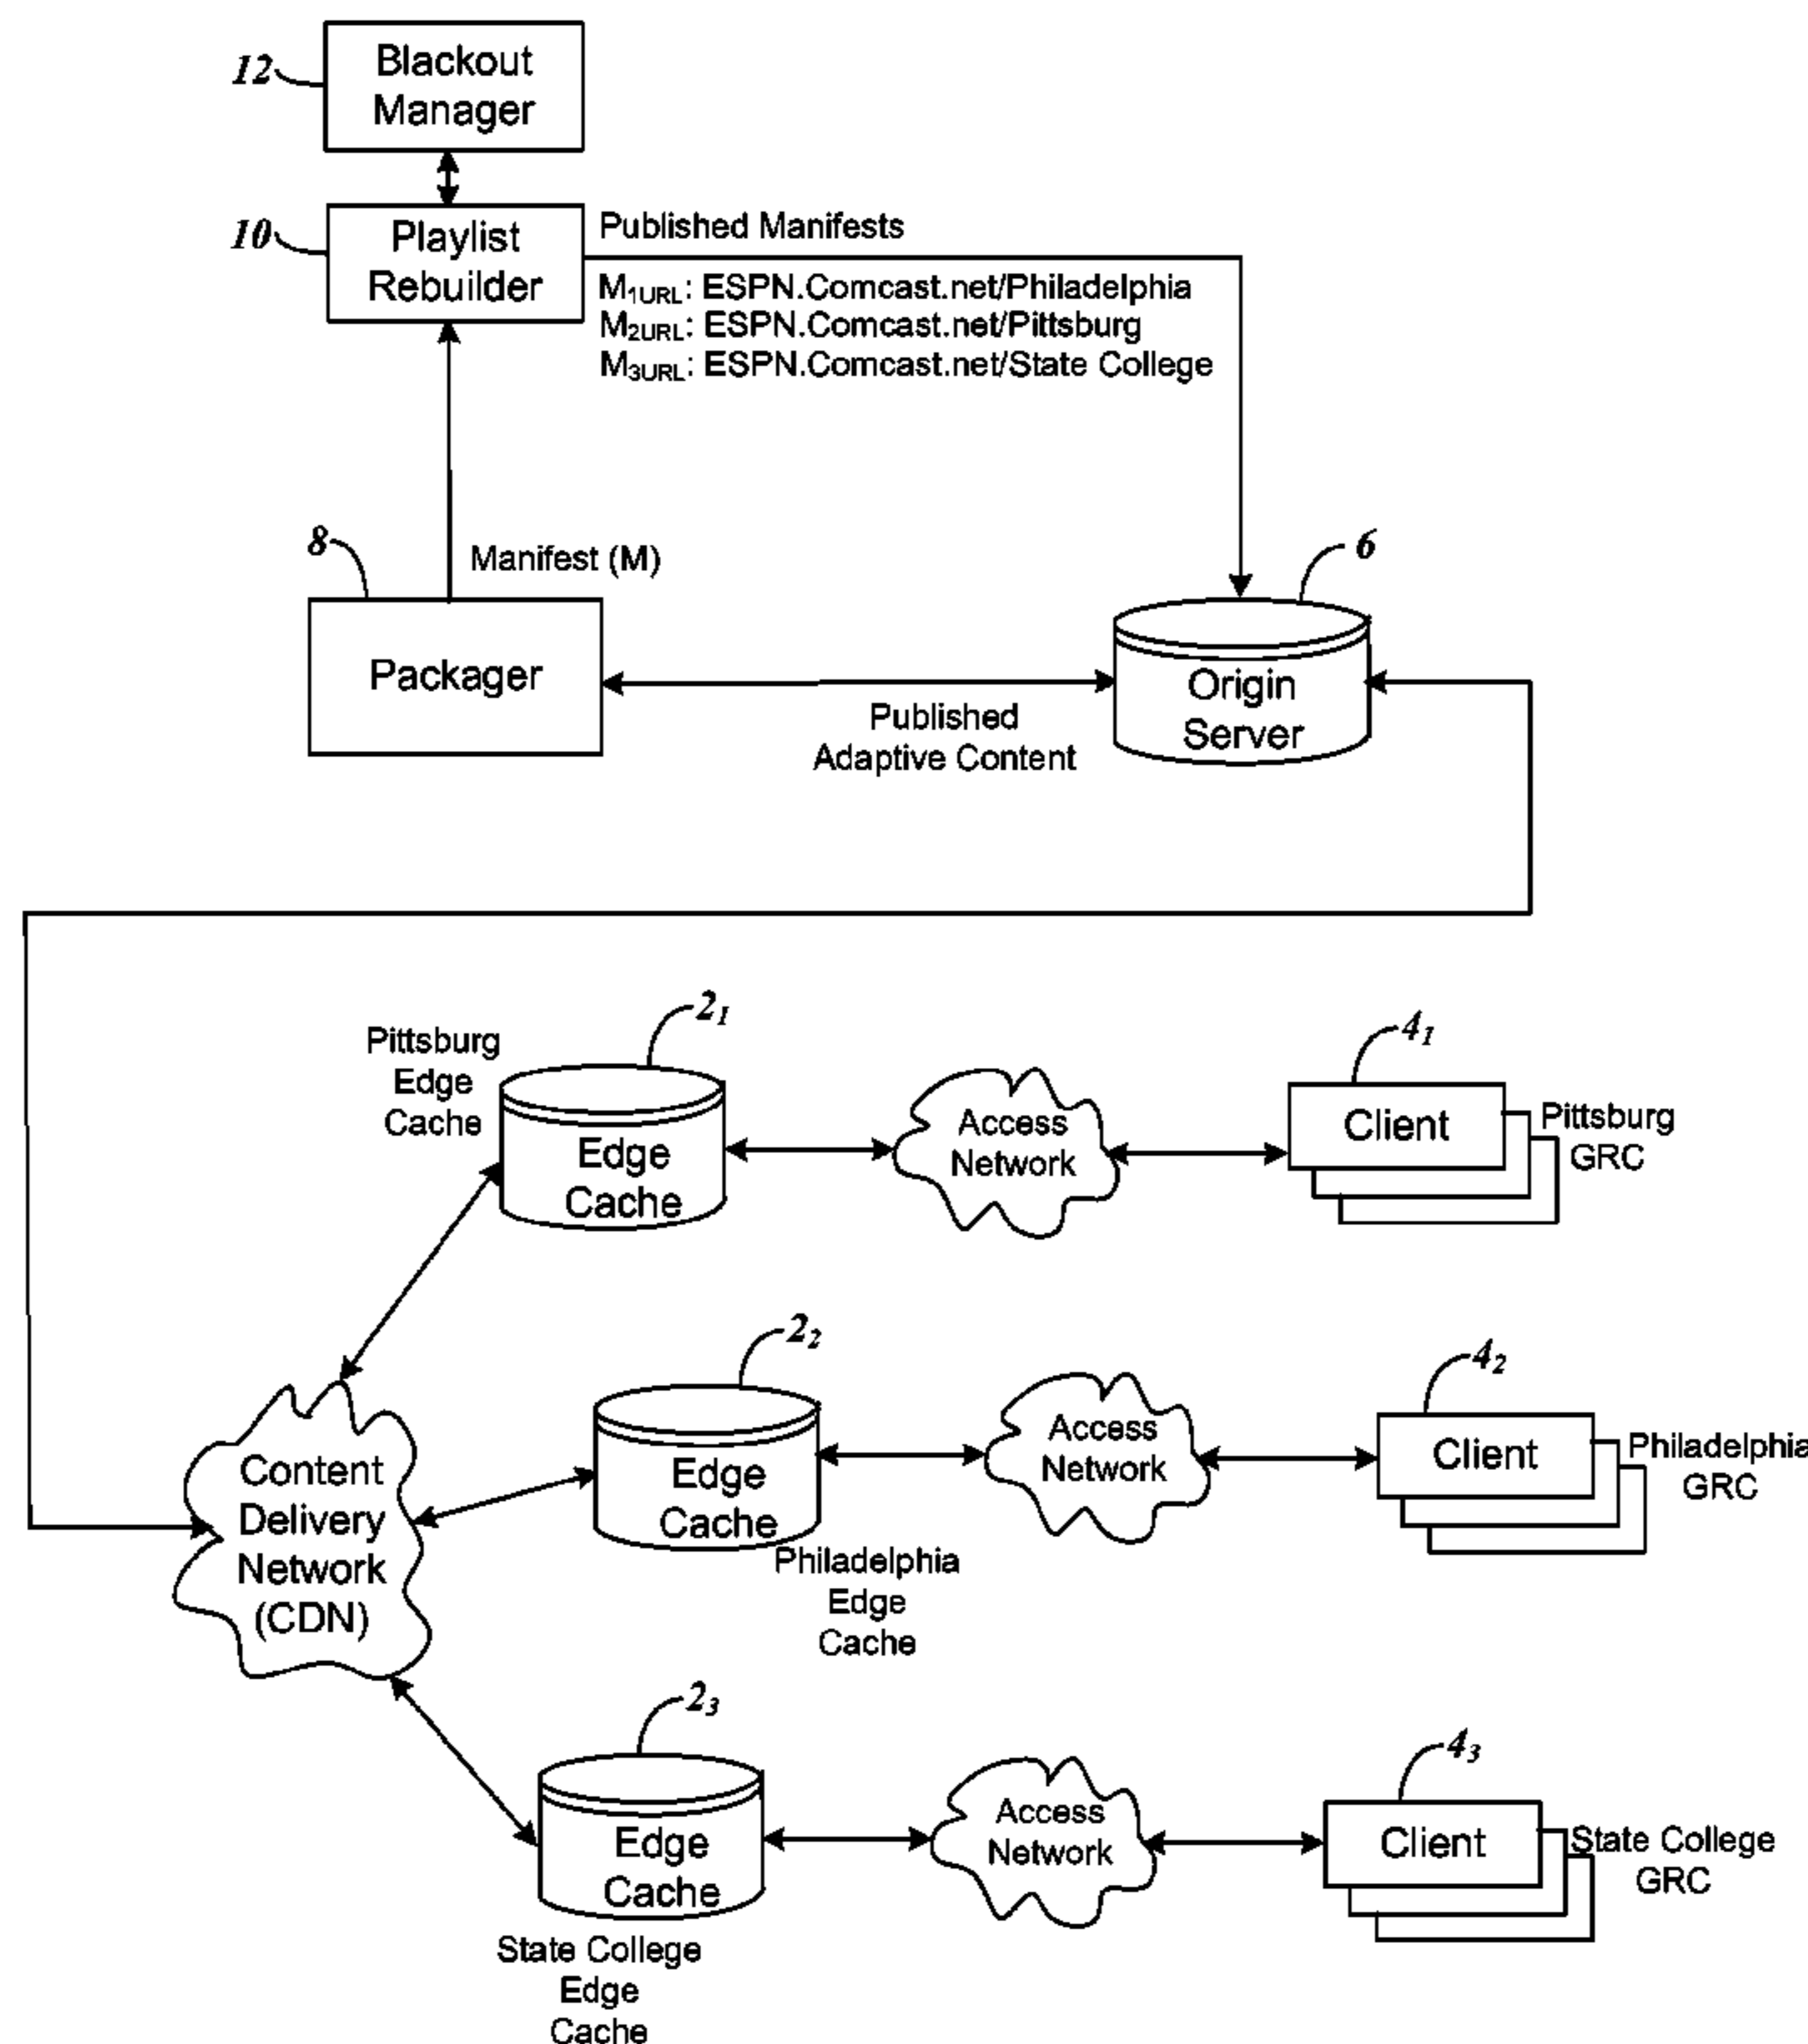 12
Blackout
Manager
10
Playlist
Rebuilder
Published Manifests
M1URL: ESPN.Comcast.net/Philadelphia
M2URL: ESPN.Comcast.net/Pittsburg
M3URL: ESPN.Comcast.net/State College
8
Manifest (M)
6
Packager
Published
Adaptive Content
Origin
Server
21
Pittsburg
Edge
Cache
Edge
Cache
Access
Network
41
Client
Pittsburg
GRC
22
Edge
Cache
Philadelphia
Edge
Cache
Access
Network
42
Client
Philadelphia
GRC
Content
Delivery
Network
(CDN)
23
Edge
Cache
State College
Edge
Cache
Access
Network
43
Client
State College
GRC